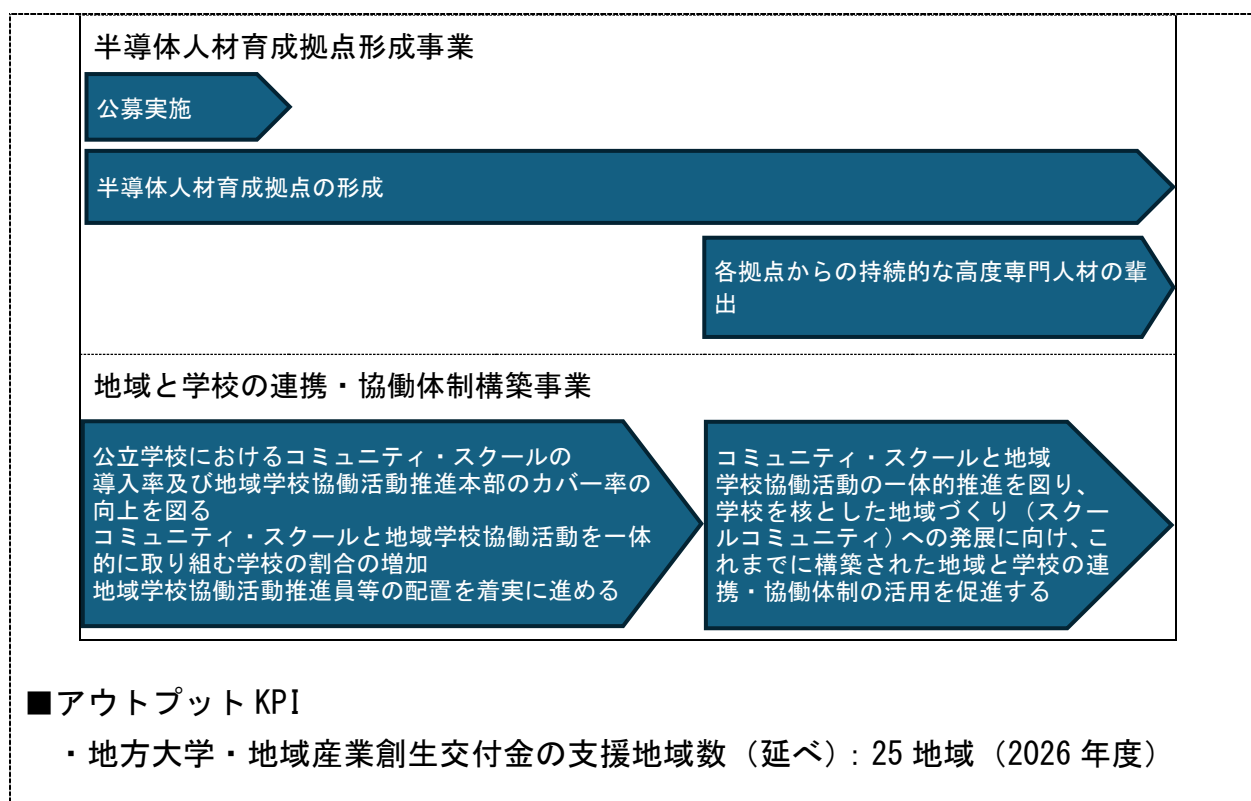 半導体人材育成拠点形成事業
公募実施
半導体人材育成拠点の形成
各拠点からの持続的な高度専門人材の輩
出
地域と学校の連携・協働体制構築事業
公立学校におけるコミュニティ・スクールの
導入率及び地域学校協働活動推進本部のカバー率の
向上を図る
コミュニティ・スクールと地域学校協働活動を一体
的に取り組む学校の割合の増加
地域学校協働活動推進員等の配置を着実に進める
コミュニティ・スクールと地域
学校協働活動の一体的推進を図り、
学校を核とした地域づくり（スクー
ルコミュニティ）への発展に向け、こ
れまでに構築された地域と学校の連
携・協働体制の活用を促進する
■アウトプット KPI
・地方大学・地域産業創生交付金の支援地域数（延べ）: 25 地域（2026 年度）